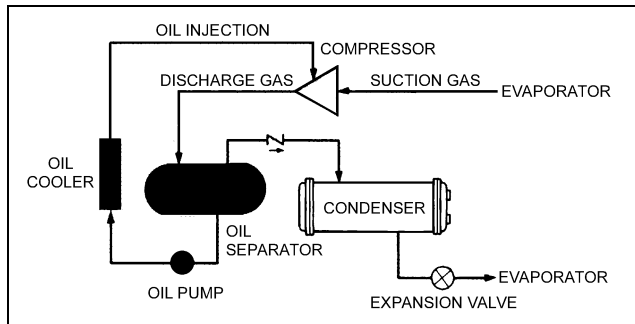 OIL INJECTION
COMPRESSOR
DISCHARGE GAS
SUCTION GAS
EVAPORATOR
OIL
COOLER
OIL
SEPARATOR
CONDENSER
OIL PUMP
EVAPORATOR
EXPANSION VALVE